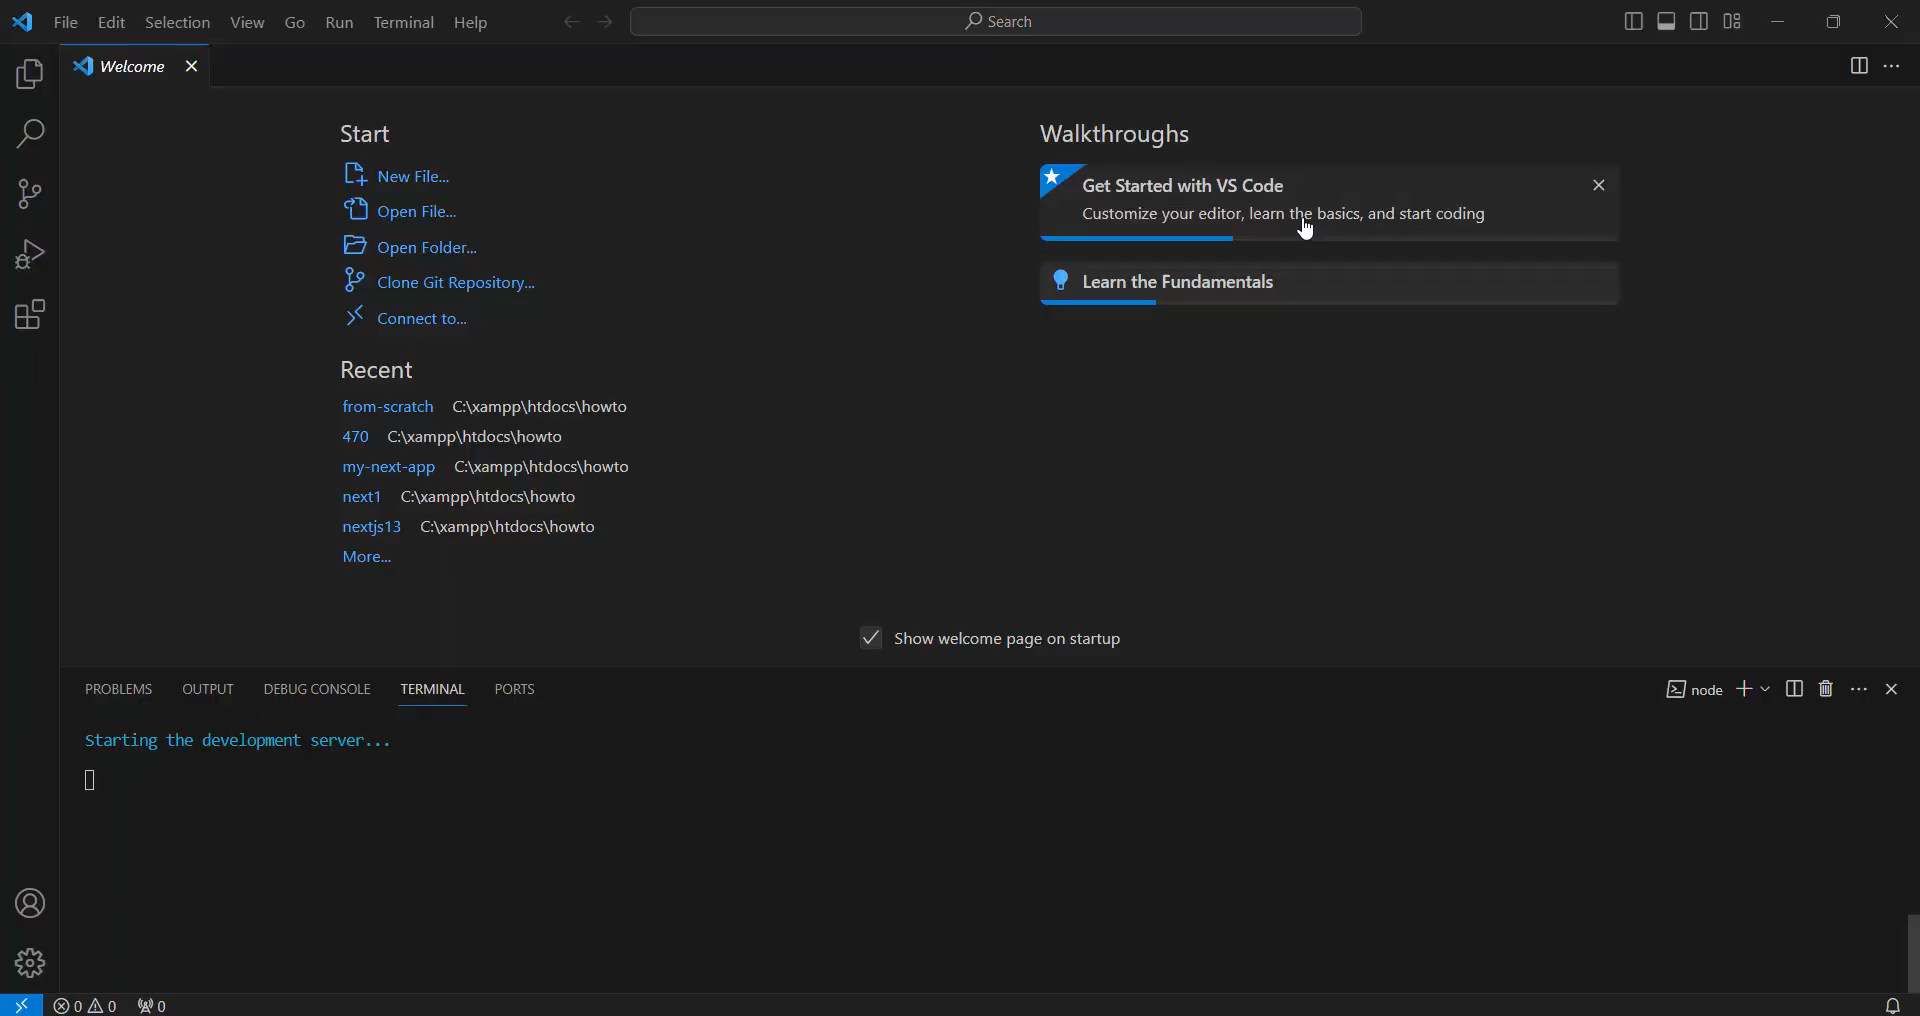 File Edit Selection View Go Run Terminal Help Search
Welcome
Start
New File...
Open File...
Open Folder...
Clone Git Repository...
Connect to...
Recent
from-scratch C:\xampp\htdocs\howto
470 C:\xampp\htdocs\howto
my-next-app C:\xampp\htdocs\howto
next1 C:\xampp\htdocs\howto
nextjs13 C:\xampp\htdocs\howto
More...
Walkthroughs
Get Started with VS Code
Customize your editor, learn the basics, and start coding
Learn the Fundamentals
Show welcome page on startup
PROBLEMS OUTPUT DEBUG CONSOLE TERMINAL PORTS node
Starting the development server...
0 0 0